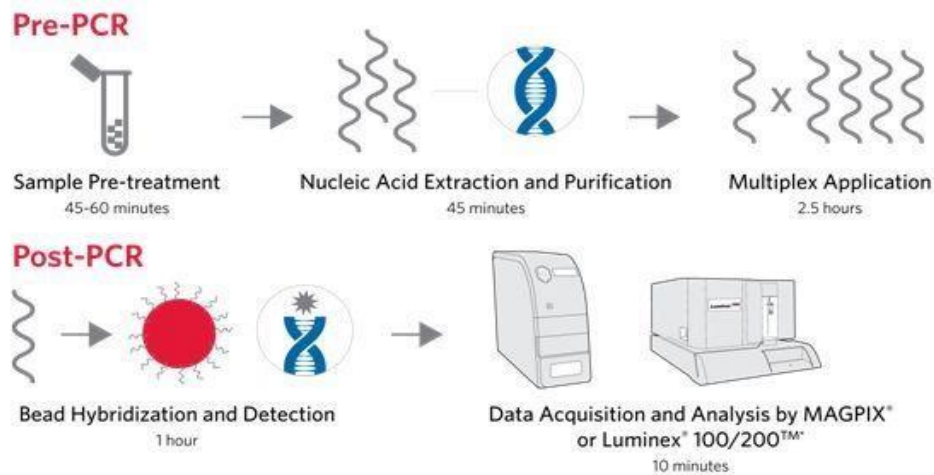 Pre-PCR
X
Sample Pre-treatment
45-60 minutes
Nucleic Acid Extraction and Purification
45 minutes
Multiplex Application
2.5 hours
Post-PCR
Bead Hybridization and Detection
1 hour
Luminex
Data Acquisition and Analysis by MAGPIX®
or Luminex® 100/200™*
10 minutes